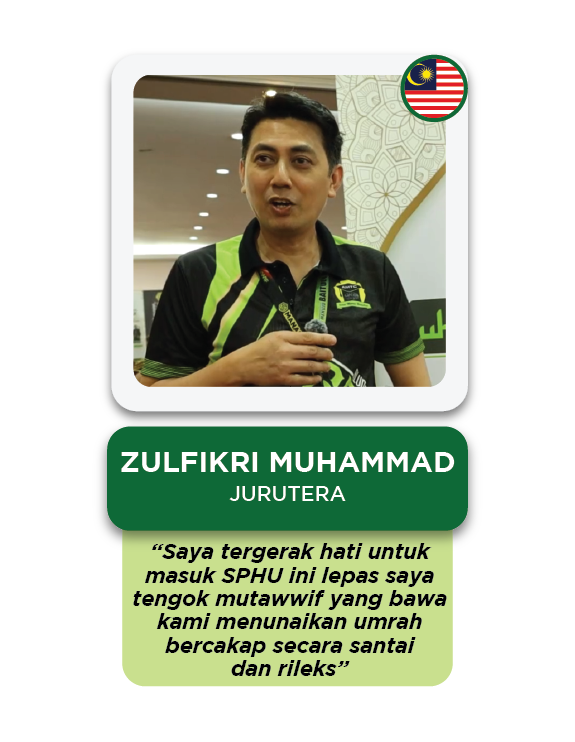 ZULFIKRI MUHAMMAD
JURUTERA
“Saya tergerak hati untuk
masuk SPHU ini lepas saya
tengok mutawwif yang bawa
kami menunaikan umrah
bercakap secara santai
dan rileks”